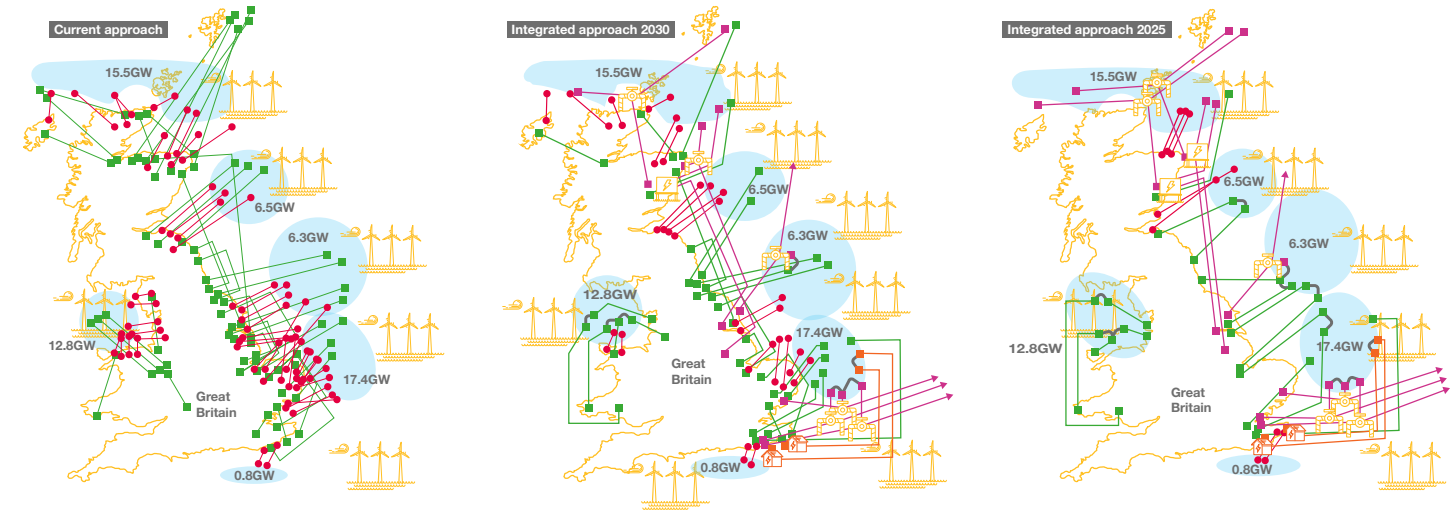 Current approach
15.5GW
6.5GW
6.3GW
12.8GW
17.4GW
Great
Britain
0.8GW
Integrated approach 2030
15.5GW
6.5GW
6.3GW
12.8GW
17.4GW
Great
Britain
0.8GW
Integrated approach 2025
15.5GW
6.5GW
6.3GW
12.8GW
17.4GW
Great
Britain
0.8GW